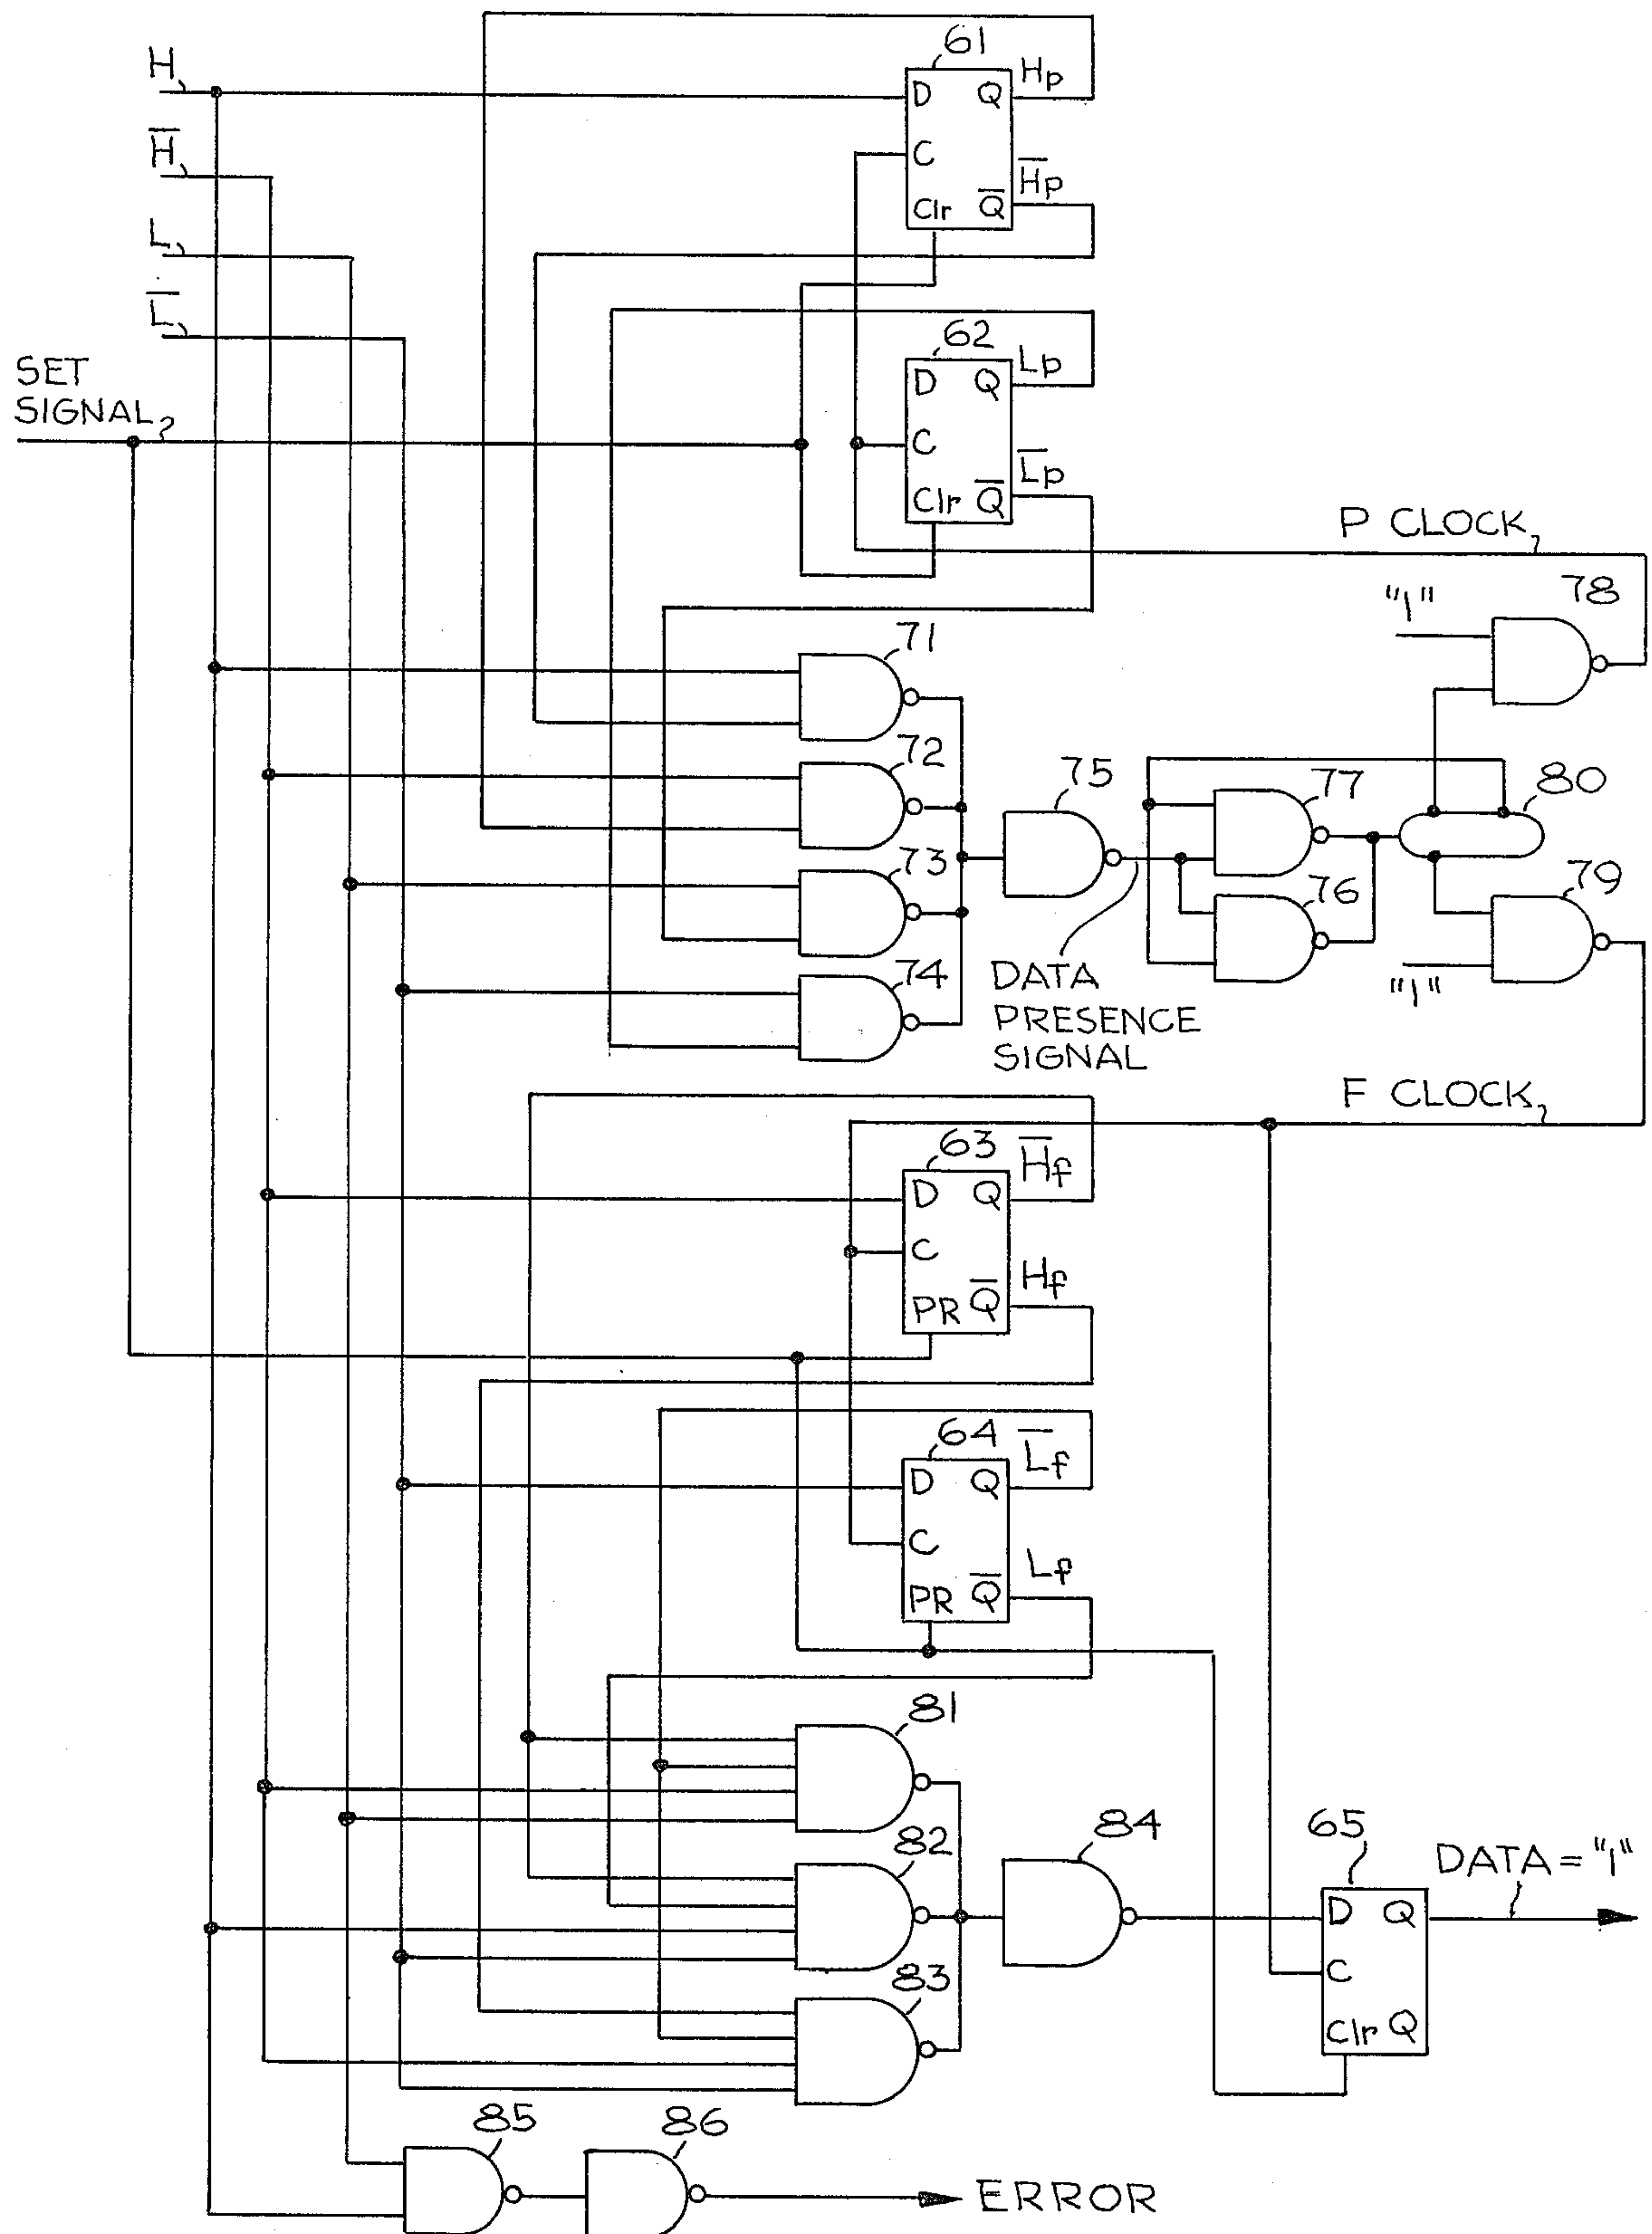 H
H̅
L
L̅
SET
SIGNAL
61
D Q Hp
C
Clr Q̅ H̅p
62
D Q Lp
C
Clr Q̅ L̅p
P CLOCK
"1"
78
71
72
73
74
75
77
76
80
79
"1"
DATA
PRESENCE
SIGNAL
F CLOCK
63
D Q H̅f
C
PR Q̅ Hf
64
D Q L̅f
C
PR Q̅ Lf
81
82
83
84
65
D Q
C
Clr Q
DATA = "1"
85
86
ERROR